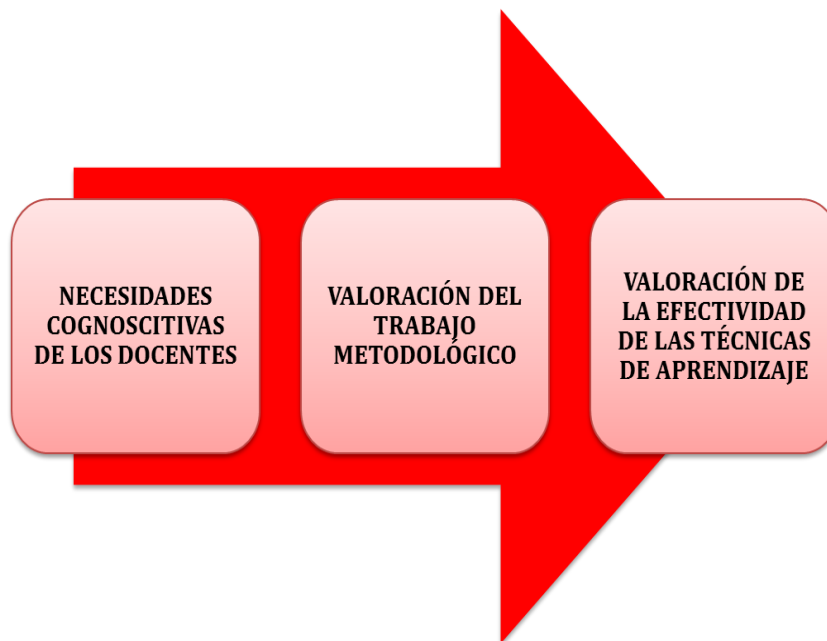 NECESIDADES
COGNOSCITIVAS
DE LOS DOCENTES
VALORACIÓN DEL
TRABAJO
METODOLÓGICO
VALORACIÓN DE
LA EFECTIVIDAD
DE LAS TÉCNICAS
DE APRENDIZAJE